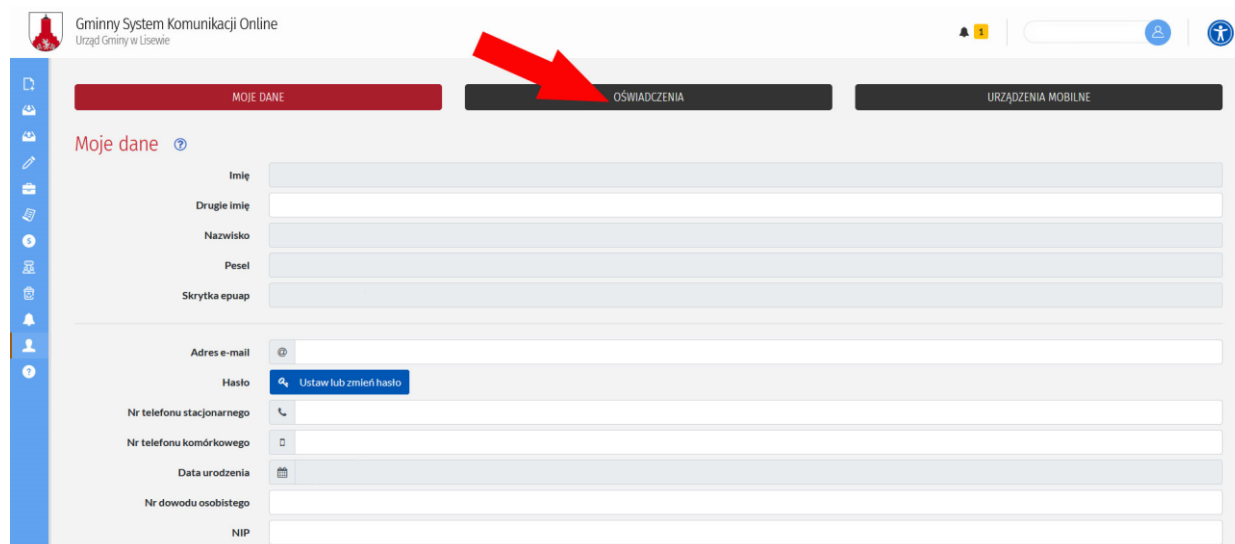 Gminny System Komunikacji Online
Urząd Gminy w Lisewie
1
MOJE DANE
OŚWIADCZENIA
URZĄDZENIA MOBILNE
Moje dane
Imię
Drugie imię
Nazwisko
Pesel
Skrytka epuap
Adres e-mail @
Hasło Ustaw lub zmień hasło
Nr telefonu stacjonarnego
Nr telefonu komórkowego
Data urodzenia
Nr dowodu osobistego
NIP